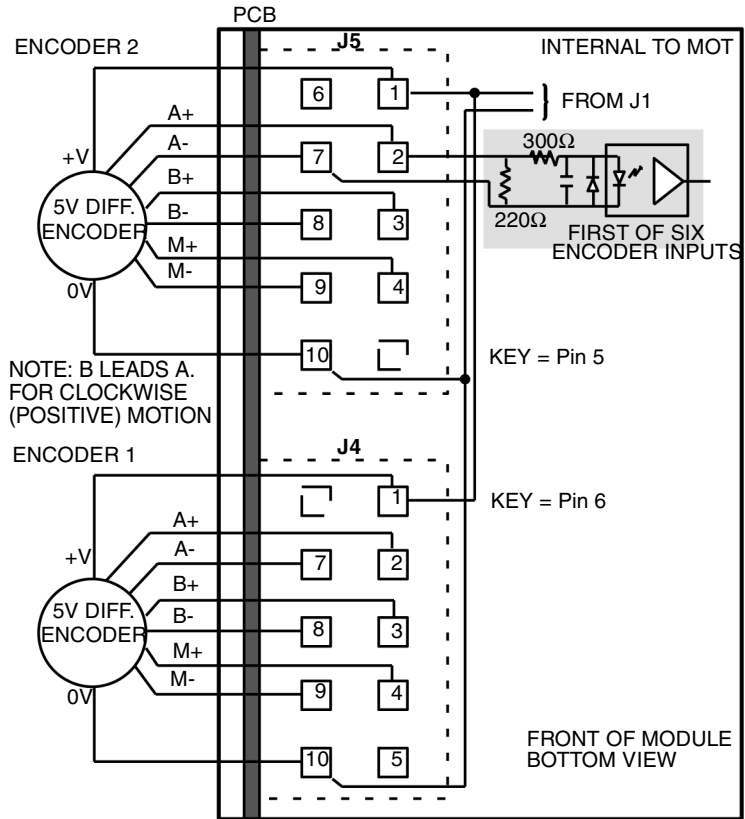 PCB
ENCODER 2
J5
INTERNAL TO MOT
6
1
FROM J1
A+
A-
+V
7
2
300Ω
B+
5V DIFF.
ENCODER
B-
8
3
220Ω
FIRST OF SIX
ENCODER INPUTS
M+
M-
0V
9
4
10
KEY = Pin 5
NOTE: B LEADS A.
FOR CLOCKWISE
(POSITIVE) MOTION
ENCODER 1
J4
1
KEY = Pin 6
A+
A-
+V
7
2
B+
5V DIFF.
ENCODER
B-
8
3
M+
M-
0V
9
4
10
5
FRONT OF MODULE
BOTTOM VIEW